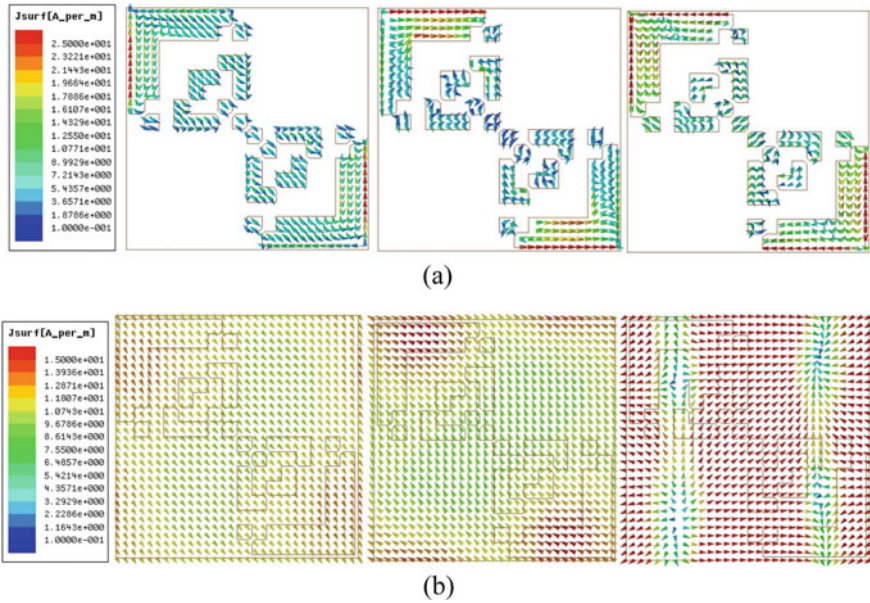 Jsurf[A_per_m]
2.5000e+001
2.3221e+001
2.1443e+001
1.9664e+001
1.7886e+001
1.6107e+001
1.4329e+001
1.2550e+001
1.0771e+001
8.9929e+000
7.2143e+000
5.4357e+000
3.6571e+000
1.8786e+000
1.0000e-001
(a)
Jsurf[A_per_m]
1.5000e+001
1.3936e+001
1.2871e+001
1.1807e+001
1.0743e+001
9.6786e+000
8.6143e+000
7.5500e+000
6.4857e+000
5.4214e+000
4.3571e+000
3.2929e+000
2.2286e+000
1.1643e+000
1.0000e-001
(b)